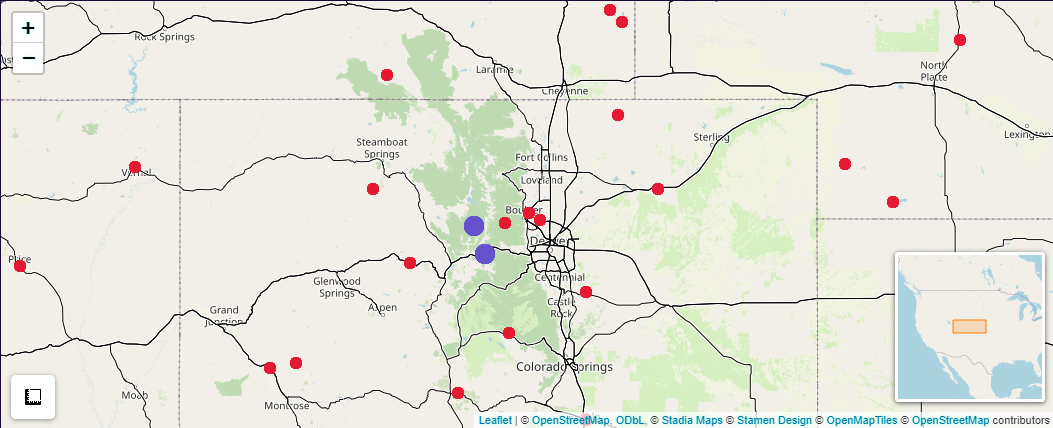 +
Rock Springs
Laramie
North
Platte
−
Cheyenne
Sterling
Lexington
Steamboat
Springs
Fort Collins
Vernal
Loveland
Boulder
Denver
Price
Centennial
Glenwood
Springs
Castle
Rock
Grand
Junction
Aspen
Colorado Springs
Moab
Montrose
Leaflet | © OpenStreetMap, ODbL, © Stadia Maps © Stamen Design © OpenMapTiles © OpenStreetMap contributors